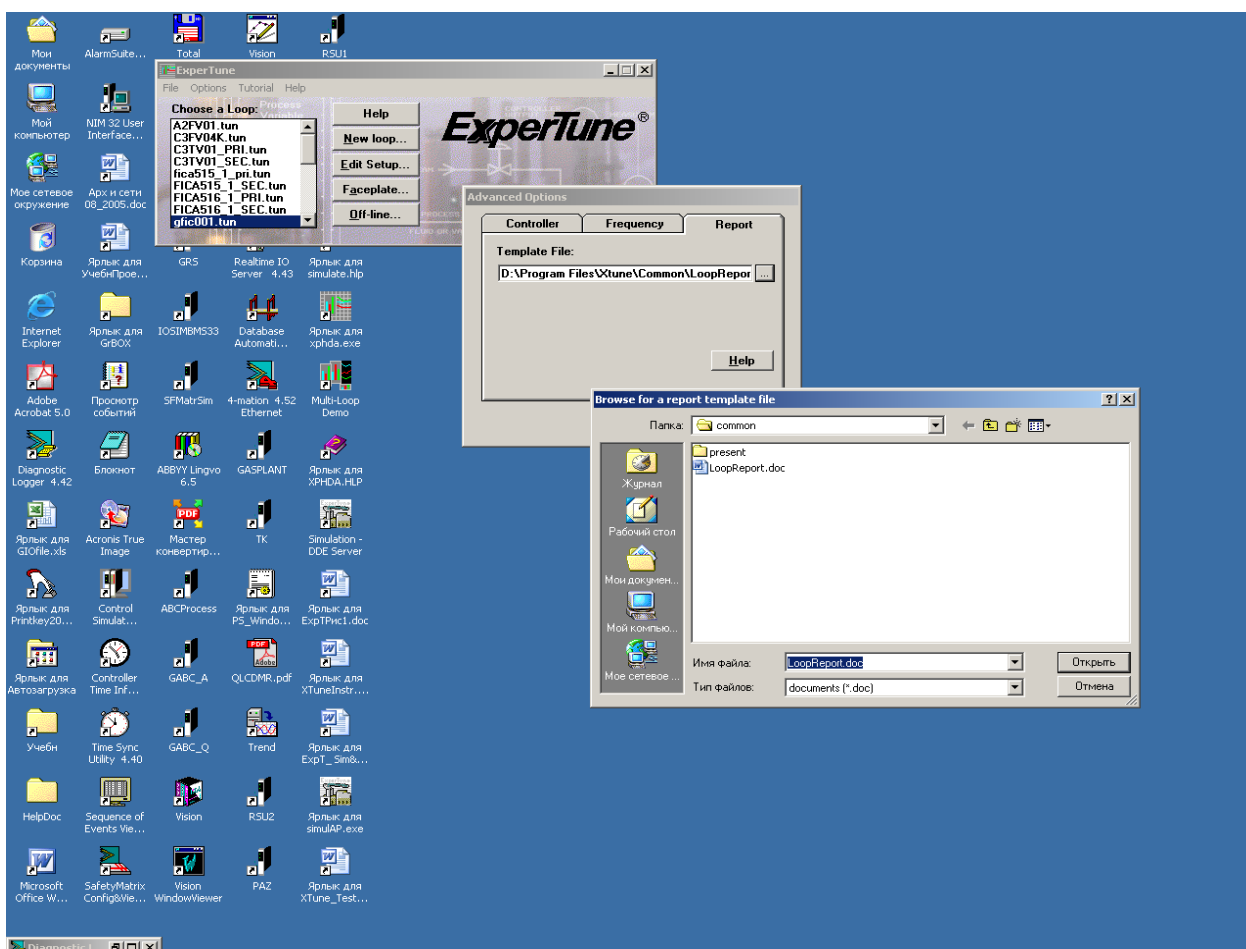 Мои
документы
AlarmSuite...
Total
Vision
RSU1
Мой
компьютер
NIM 32 User
Interface...
Мое сетевое
окружение
Арх и сети
08_2005.doc
Корзина
Ярлык для
УчебнПрое...
GRS
Realtime IO
Server 4.43
Ярлык для
simulate.hlp
Internet
Explorer
Ярлык для
GrBOX
IOSIMBMS33
Database
Automati...
Ярлык для
xphda.exe
Adobe
Acrobat 5.0
Просмотр
событий
SFMatrSim
4-mation 4.52
Ethernet
Multi-Loop
Demo
Diagnostic
Logger 4.42
Блокнот
ABBYY Lingvo
6.5
GASPLANT
Ярлык для
XPHDA.HLP
Ярлык для
GIOfile.xls
Acronis True
Image
Мастер
конвертир...
TK
Simulation -
DDE Server
Ярлык для
Printkey20...
Control
Simulat...
ABCProcess
Ярлык для
PS_Windo...
Ярлык для
ExpTРис1.doc
Ярлык для
Автозагрузка
Controller
Time Inf...
GABC_A
QLCDMR.pdf
Ярлык для
XTuneInstr....
Учебн
Time Sync
Utility 4.40
GABC_Q
Trend
Ярлык для
ExpT_Sim&...
HelpDoc
Sequence of
Events Vie...
Vision
RSU2
Ярлык для
simulAP.exe
Microsoft
Office W...
SafetyMatrix
Config&Vie...
Vision
WindowViewer
PAZ
Ярлык для
XTune_Test...
ExperTune
File Options Tutorial Help
Choose a Loop:
A2FV01.tun
C3FV04K.tun
C3TV01_PRI.tun
C3TV01_SEC.tun
fica515_1_pri.tun
FICA515_1_SEC.tun
FICA516_1_PRI.tun
FICA516_1_SEC.tun
gfic001.tun
Help
New loop...
Edit Setup...
Faceplate...
Off-line...
ExperTune®
Advanced Options
Controller Frequency Report
Template File:
D:\Program Files\Xtune\Common\LoopRepor ...
Help
Browse for a report template file
Папка: common
present
LoopReport.doc
Журнал
Рабочий стол
Мои докумен...
Мой компью...
Мое сетевое ...
Имя файла: LoopReport.doc Открыть
Тип файлов: documents (*.doc) Отмена